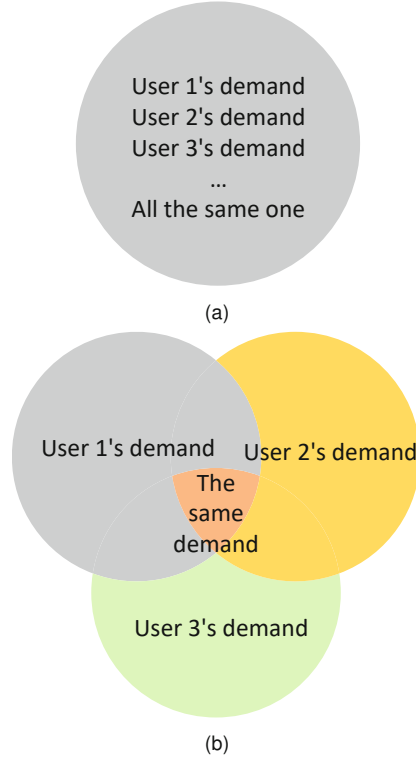 User 1's demand
User 2's demand
User 3's demand
...
All the same one
(a)
User 1's demand
User 2's demand
The
same
demand
User 3's demand
(b)